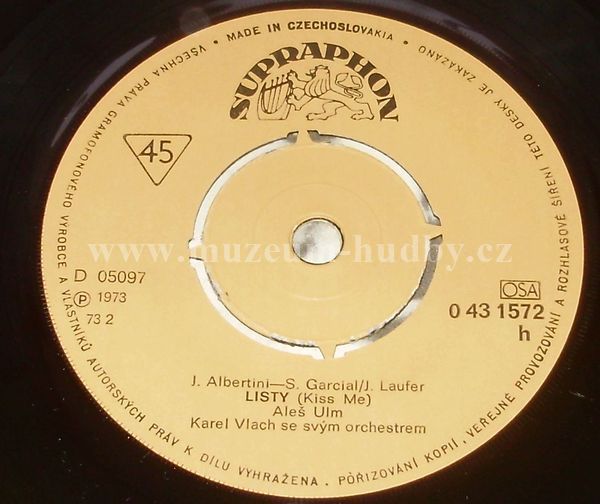 VŠECHNA PRÁVA GRAMOFONOVÉHO VÝROBCE A VLASTNÍKŮ AUTORSKÝCH PRÁV K DÍLU VYHRAŽENA. POŘIZOVÁNÍ KOPIÍ, VEREJNÉ PROVOZOVÁNÍ A ROZHLASOVÉ ŠÍŘENÍ TÉTO DESKY JE ZAKÁZÁNO
• MADE IN CZECHOSLOVAKIA •
SUPRAPHON
45
www.muzeum-hudby.cz
D 05097
℗ 1973
73 2
OSA
0 43 1572
h
J. Albertini—S. Garcial/J. Laufer
LISTY (Kiss Me)
Aleš Ulm
Karel Vlach se svým orchestrem